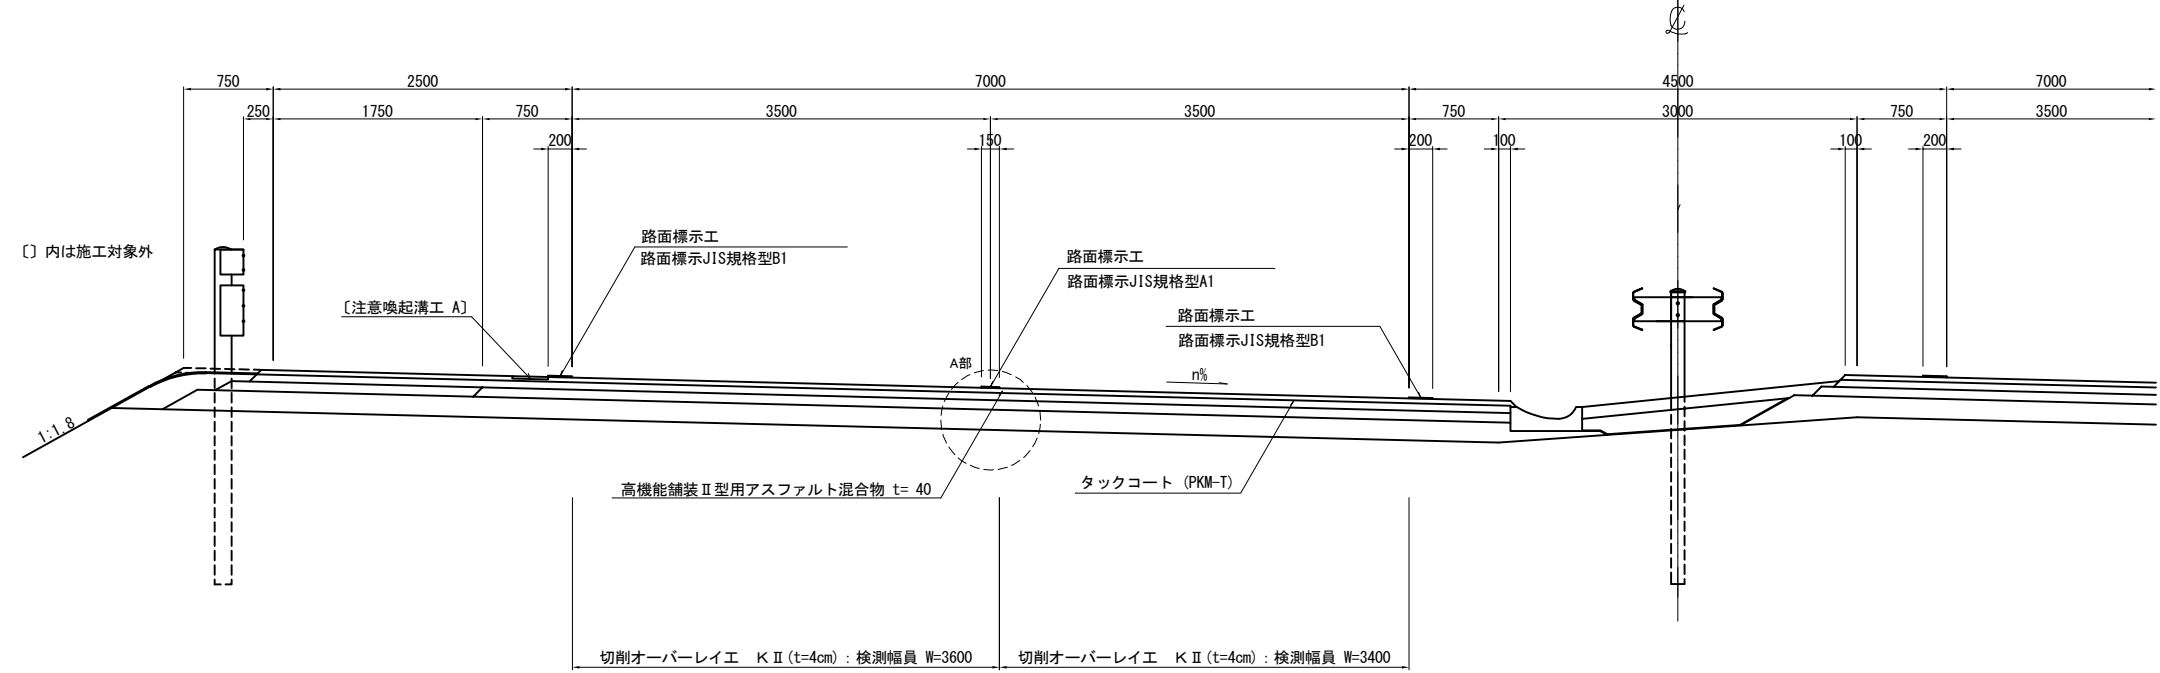 ℄
750 2500 7000 4500 7000
250 1750 750 3500 3500 750 3000 750 3500
200 150 200 100 100 200
路面標示工
路面標示JIS規格型B1
〔〕内は施工対象外
路面標示工
路面標示JIS規格型A1
〔注意喚起溝工 A〕
路面標示工
路面標示JIS規格型B1
A部
n%
1:1.8
高機能舗装Ⅱ型用アスファルト混合物 t= 40
タックコート (PKM-T)
切削オーバーレイエ KⅡ(t=4cm) : 検測幅員 W=3600
切削オーバーレイエ KⅡ(t=4cm) : 検測幅員 W=3400